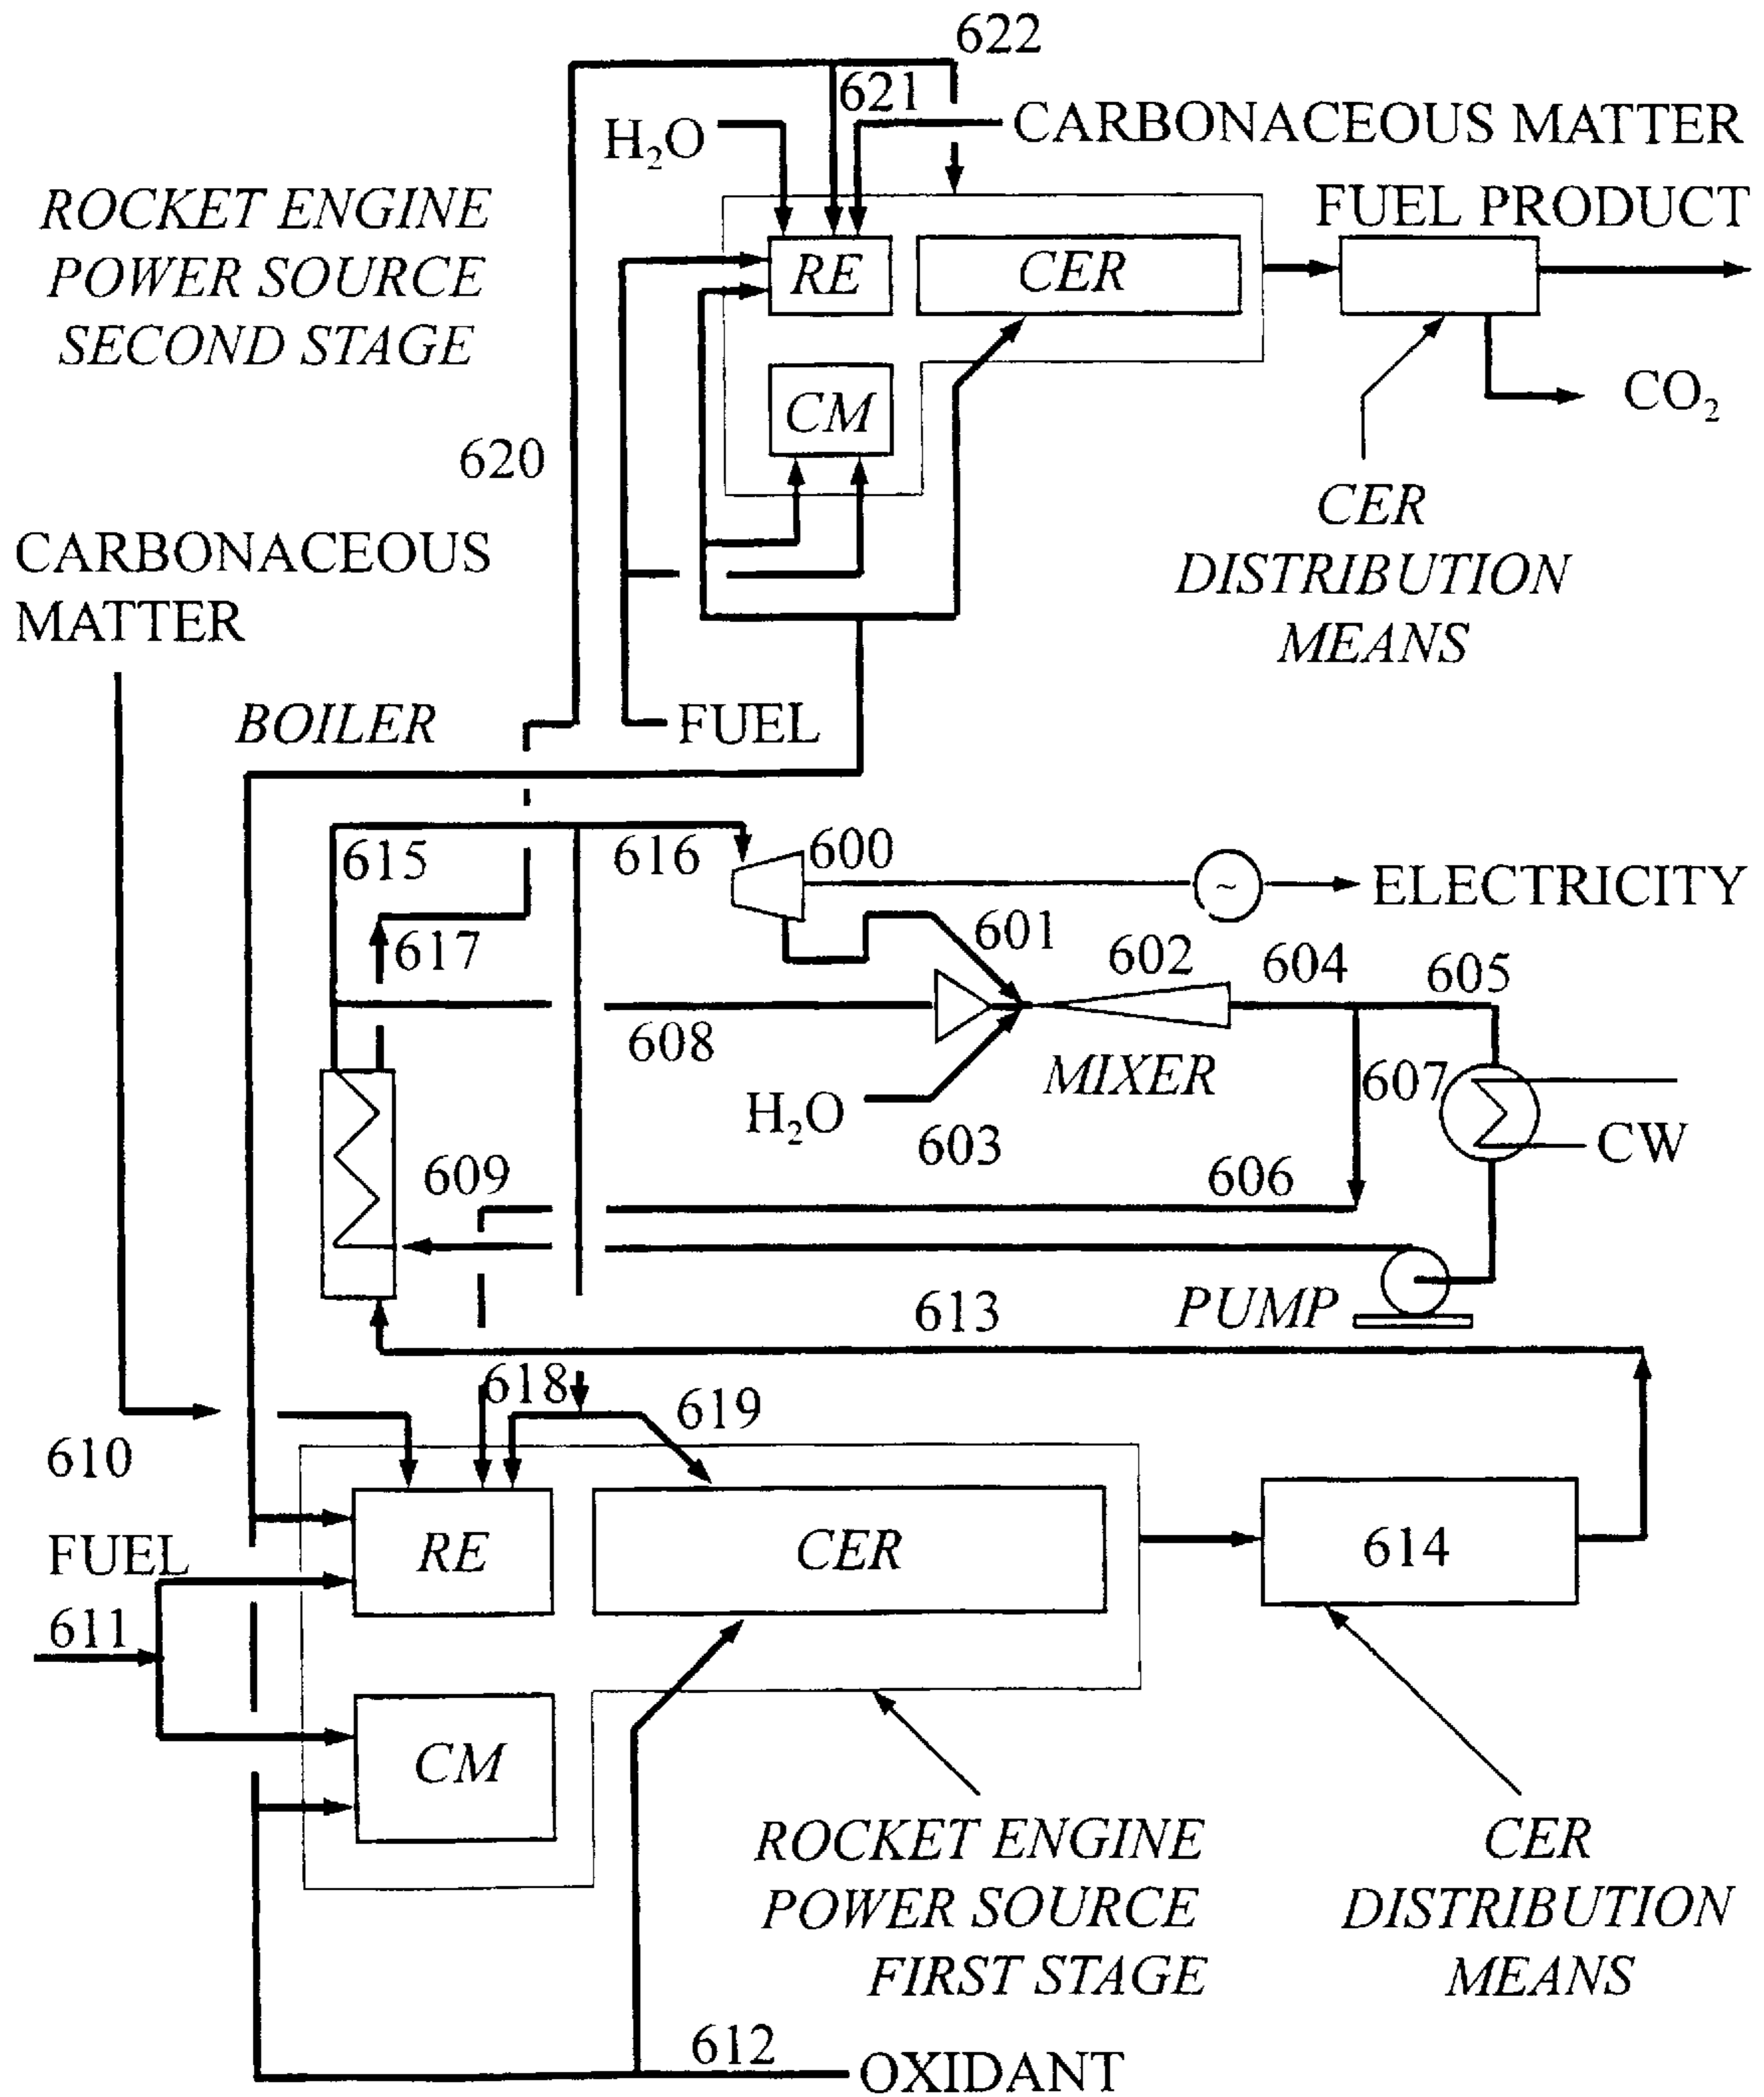 622
621
H₂O
CARBONACEOUS MATTER
ROCKET ENGINE
POWER SOURCE
SECOND STAGE
FUEL PRODUCT
RE
CER
CM
CO₂
620
CER
DISTRIBUTION
MEANS
CARBONACEOUS
MATTER
BOILER
FUEL
615
616
600
~
ELECTRICITY
617
601
602
604
605
608
MIXER
607
H₂O
603
CW
609
606
613
PUMP
618
619
610
FUEL
RE
CER
614
611
CM
ROCKET ENGINE
POWER SOURCE
FIRST STAGE
CER
DISTRIBUTION
MEANS
612
OXIDANT